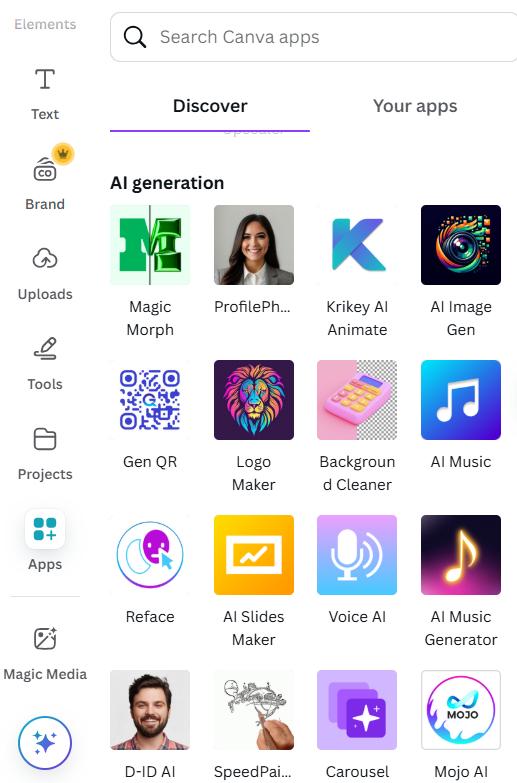 Elements
Search Canva apps
Discover
Your apps
Text
Upscaler
AI generation
Brand
Magic
Morph
ProfilePh...
Krikey AI
Animate
AI Image
Gen
Uploads
Tools
Gen QR
Logo
Maker
Backgroun
d Cleaner
AI Music
Projects
Apps
Reface
AI Slides
Maker
Voice AI
AI Music
Generator
Magic Media
MOJO
D-ID AI
SpeedPai...
Carousel
Mojo AI